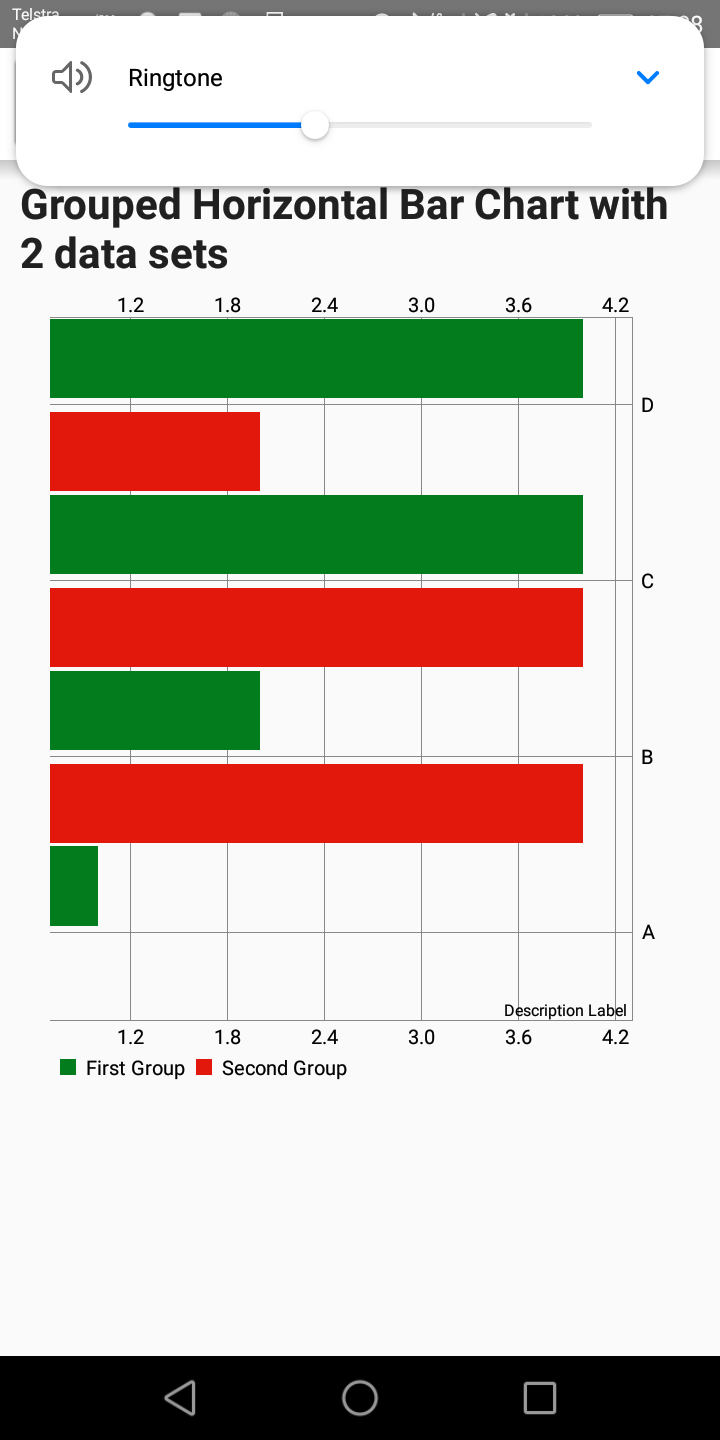 Telstra
Ringtone
Grouped Horizontal Bar Chart with
2 data sets
1.2 1.8 2.4 3.0 3.6 4.2
D
C
B
A
Description Label
1.2 1.8 2.4 3.0 3.6 4.2
First Group Second Group